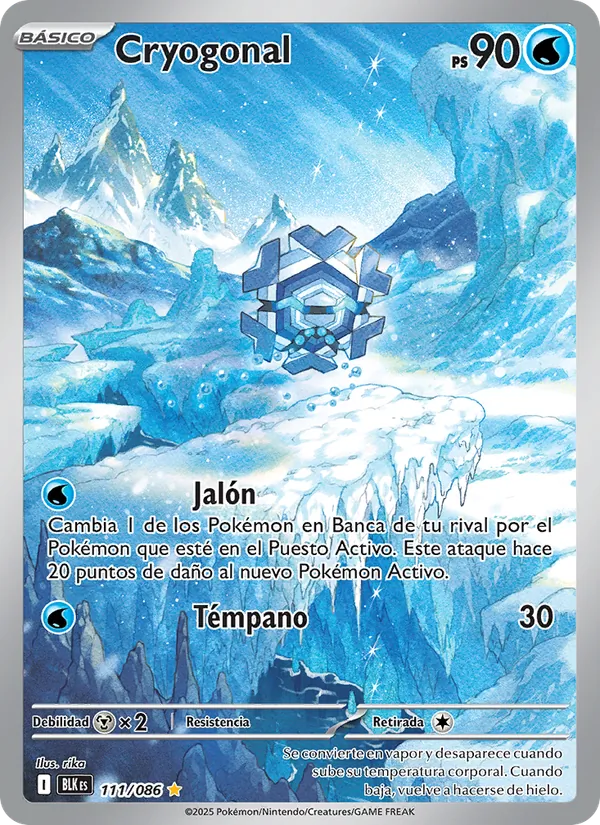 BÁSICO
Cryogonal
PS 90
Jalón
Cambia 1 de los Pokémon en Banca de tu rival por el
Pokémon que esté en el Puesto Activo. Este ataque hace
20 puntos de daño al nuevo Pokémon Activo.
Témpano 30
Debilidad ×2 Resistencia Retirada
Ilus. rika
I BLK ES 111/086
Se convierte en vapor y desaparece cuando
sube su temperatura corporal. Cuando
baja, vuelve a hacerse de hielo.
©2025 Pokémon/Nintendo/Creatures/GAME FREAK